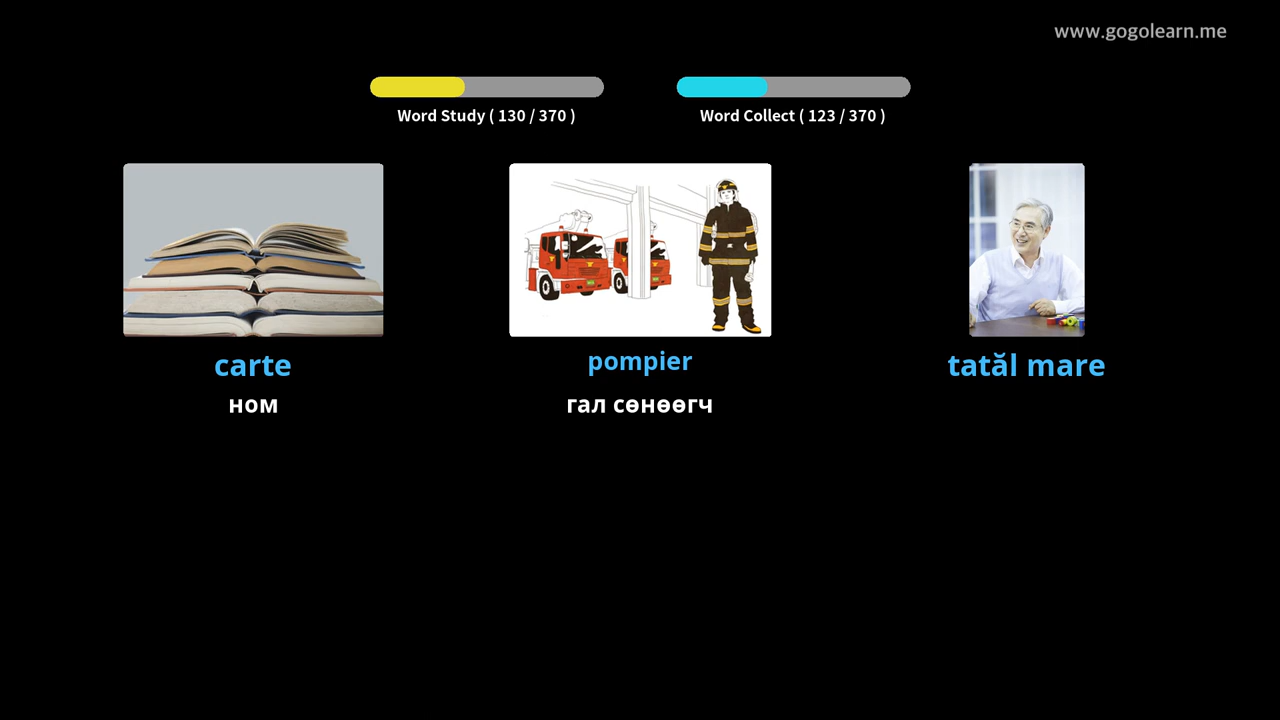 www.gogolearn.me
Word Study ( 130 / 370 )
Word Collect ( 123 / 370 )
carte
pompier
tatăl mare
ном
гал сөнөөгч